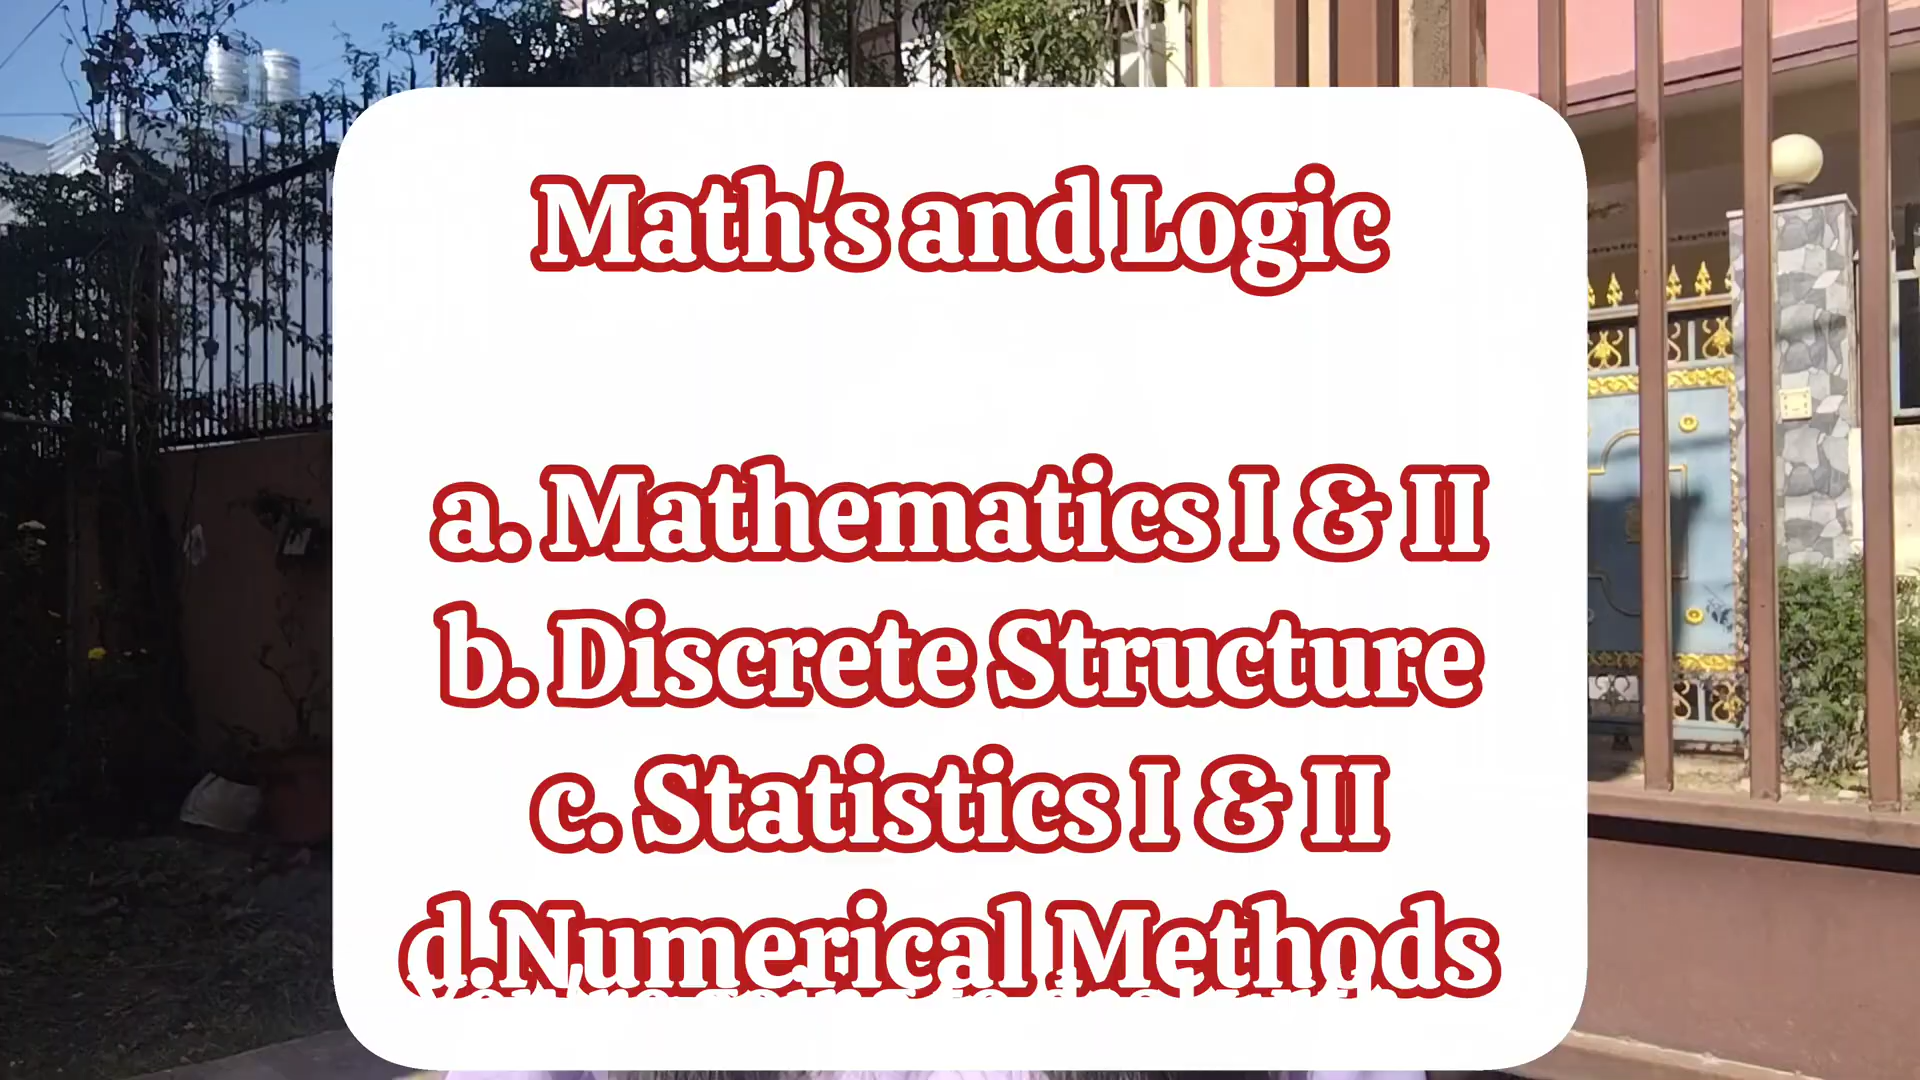 Math's and Logic
a. Mathematics I & II
b. Discrete Structure
c. Statistics I & II
d.Numerical Methods